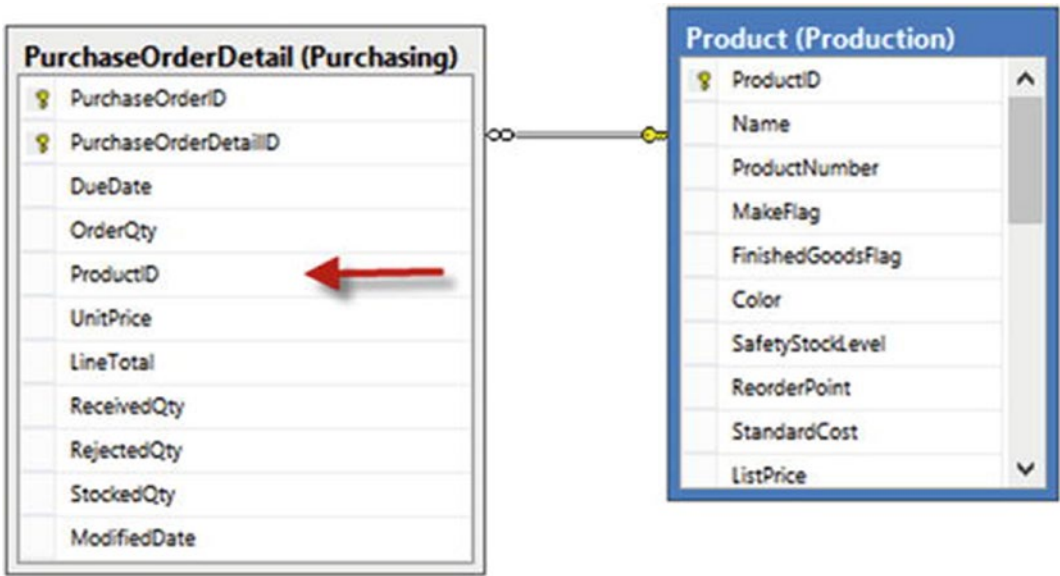 PurchaseOrderDetail (Purchasing)
PurchaseOrderID
PurchaseOrderDetailID
DueDate
OrderQty
ProductID
UnitPrice
LineTotal
ReceivedQty
RejectedQty
StockedQty
ModifiedDate
Product (Production)
ProductID
Name
ProductNumber
MakeFlag
FinishedGoodsFlag
Color
SafetyStockLevel
ReorderPoint
StandardCost
ListPrice